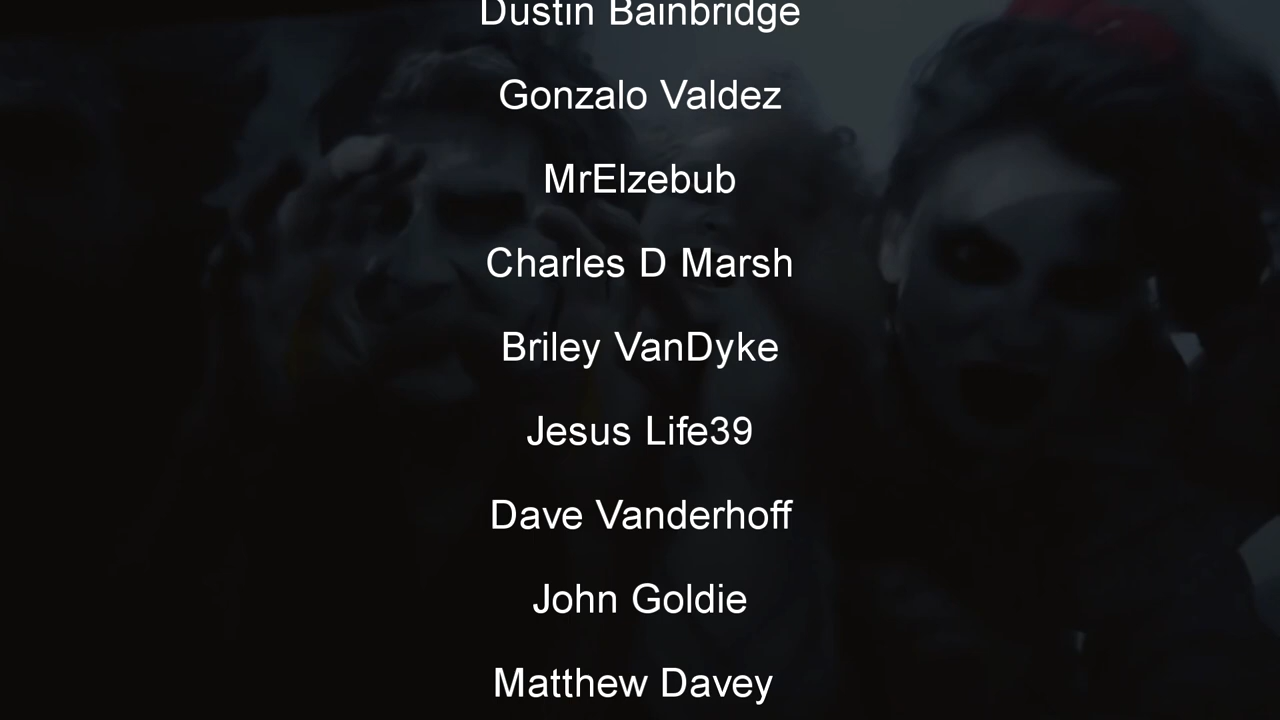 Dustin Bainbridge
Gonzalo Valdez
MrElzebub
Charles D Marsh
Briley VanDyke
Jesus Life39
Dave Vanderhoff
John Goldie
Matthew Davey